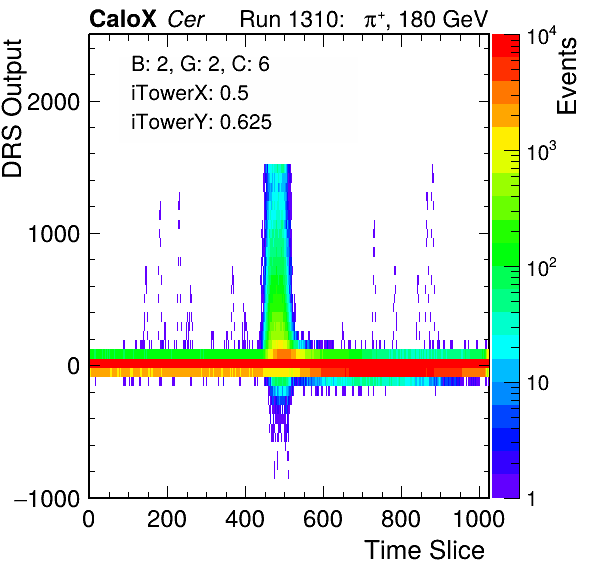 CaloX Cer Run 1310: π⁺, 180 GeV
B: 2, G: 2, C: 6
iTowerX: 0.5
iTowerY: 0.625
DRS Output
2000
1000
0
−1000
0 200 400 600 800 1000
Time Slice
Events
10⁴
10³
10²
10
1